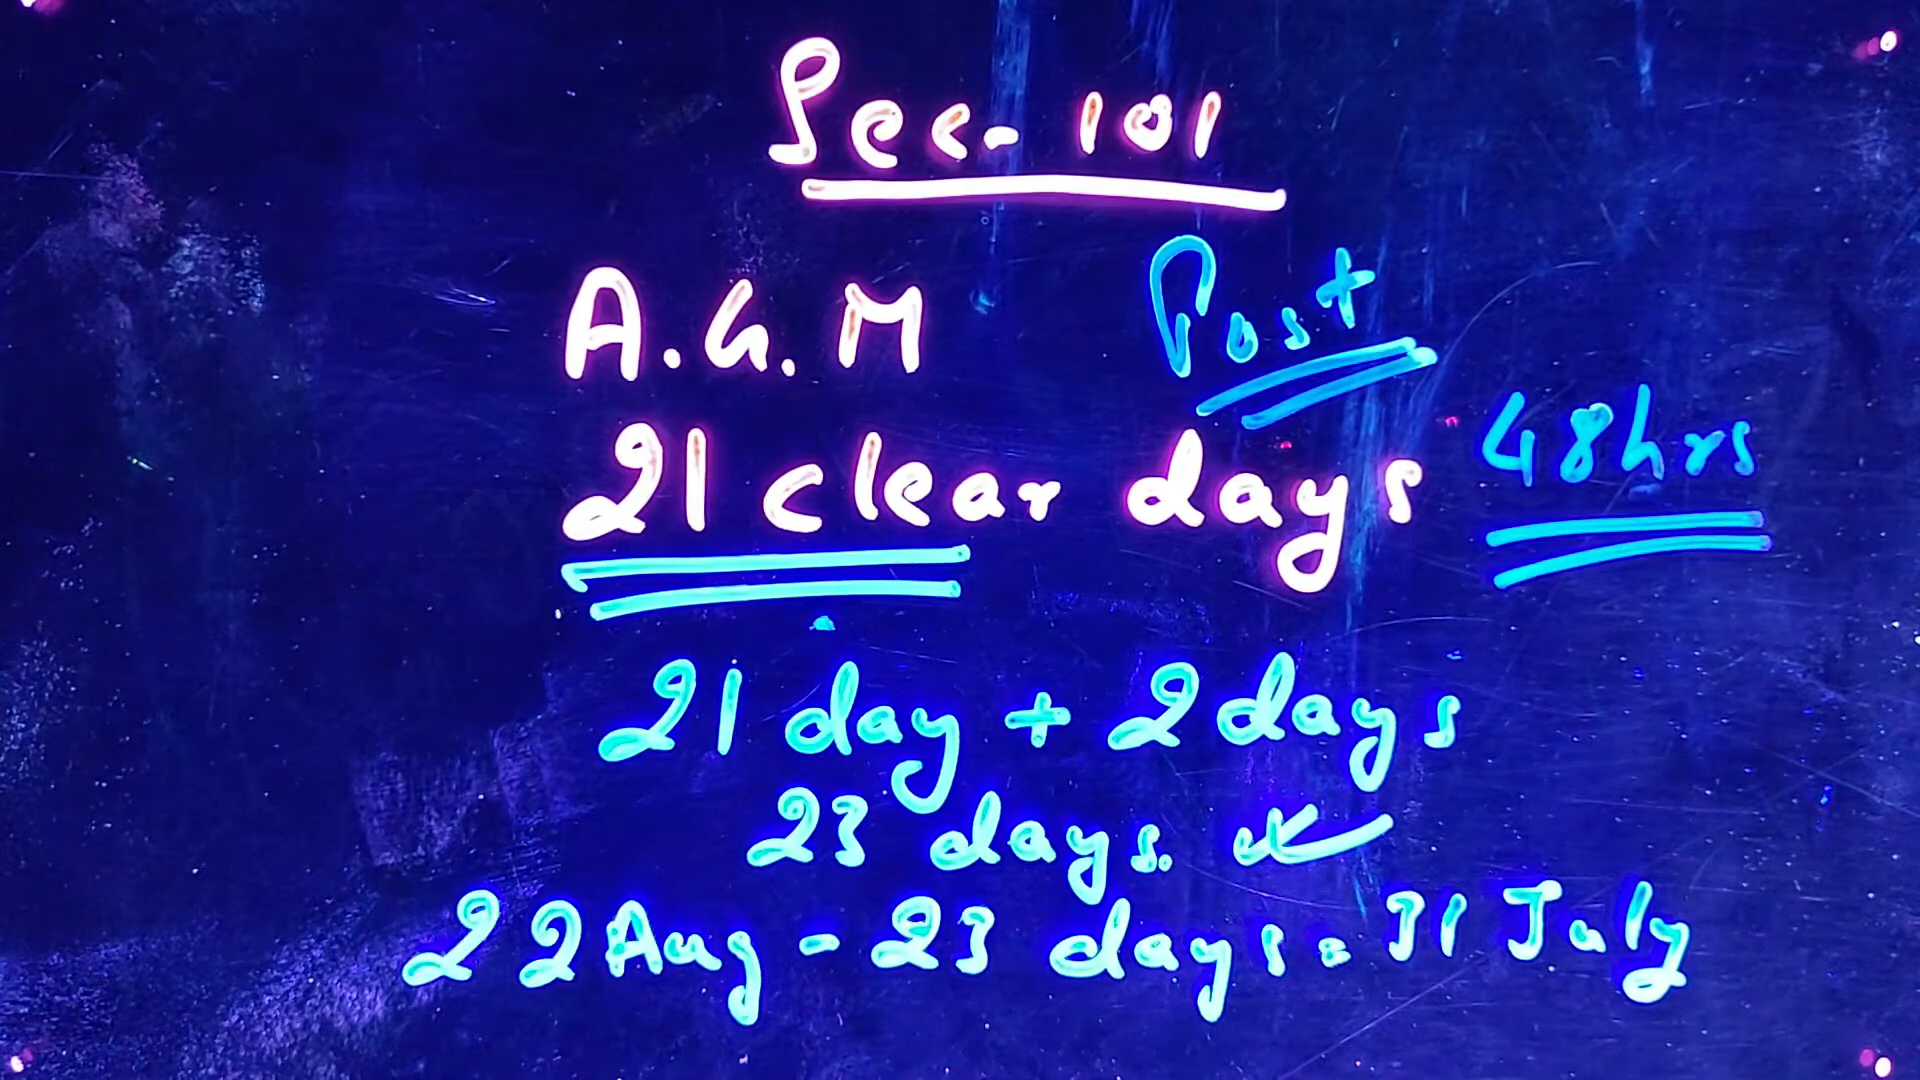 Sec-101
A.G.M Post
21 clear days 48hrs
21 day + 2 days
23 days.
22 Aug - 23 days = 31 July